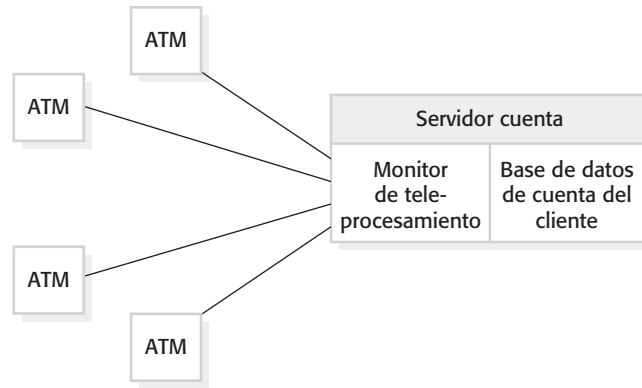 ATM
ATM
Servidor cuenta
Monitor
de tele-
procesamiento
Base de datos
de cuenta del
cliente
ATM
ATM